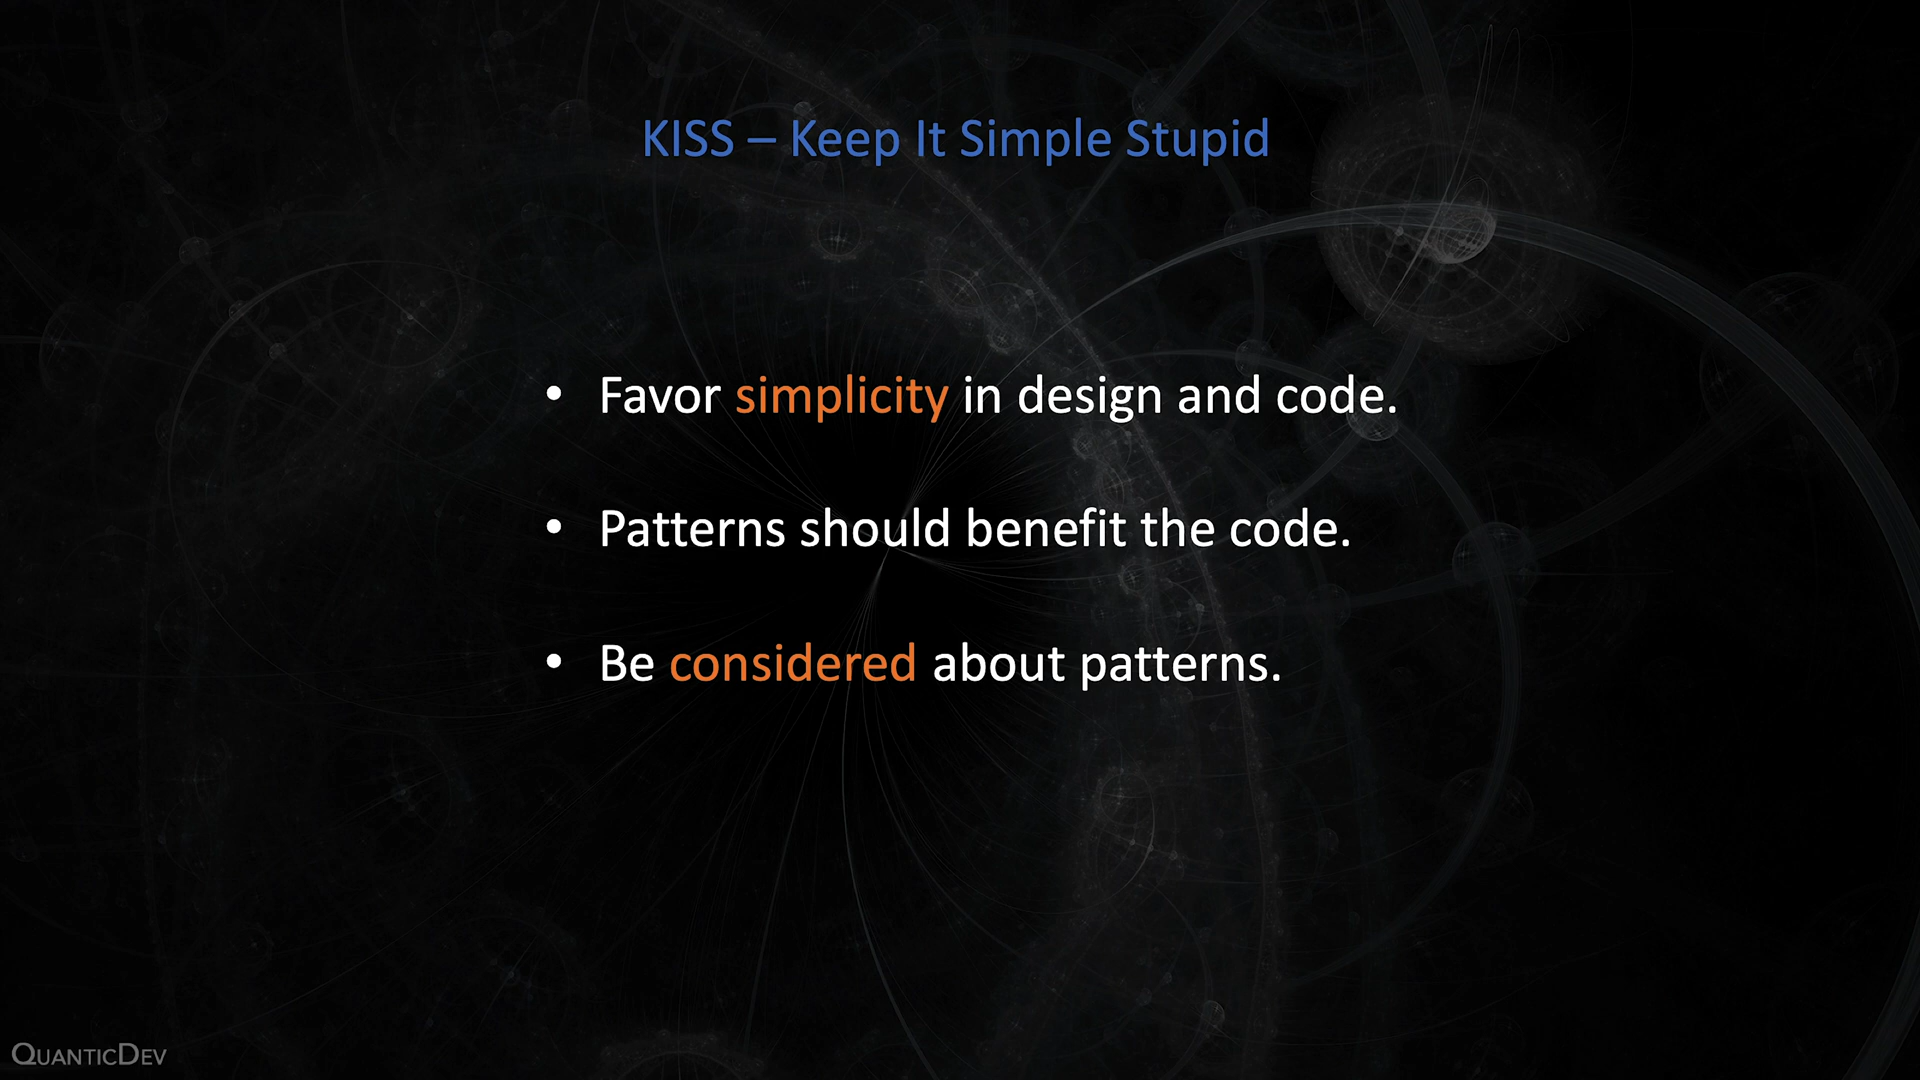 KISS – Keep It Simple Stupid
• Favor simplicity in design and code.
• Patterns should benefit the code.
• Be considered about patterns.
QUANTICDEV